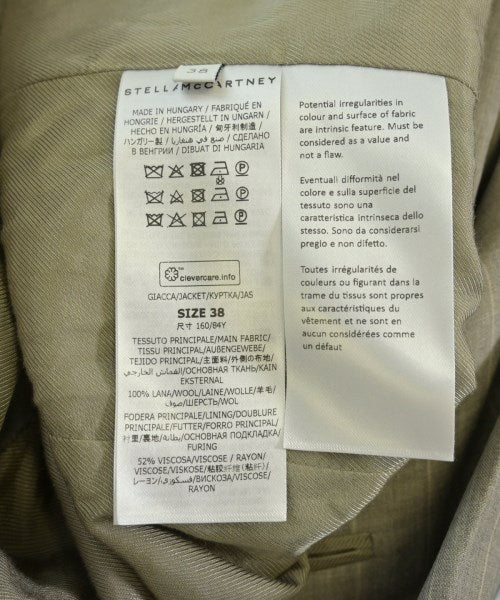 38
STELLA McCARTNEY
MADE IN HUNGARY / FABRIQUÉ EN
HONGRIE / HERGESTELLT IN UNGARN /
HECHO EN HUNGRÍA / 匈牙利制造 /
ハンガリー製 / صنع في هنغاريا / СДЕЛАНО
В ВЕНГРИИ / DIBUAT DI HUNGARIA
clevercare.info
GIACCA/JACKET/КУРТКА/JAS
SIZE 38
尺寸 160/84Y
TESSUTO PRINCIPALE/MAIN FABRIC/
TISSU PRINCIPAL/AUßENGEWEBE/
TEJIDO PRINCIPAL/主面料/外側の布地/
القماش الخارجي/ОСНОВНАЯ ТКАНЬ/KAIN
EKSTERNAL
100% LANA/WOOL/LAINE/WOLLE/羊毛/
صوف/ШЕРСТЬ/WOL
FODERA PRINCIPALE/LINING/DOUBLURE
PRINCIPALE/FUTTER/FORRO PRINCIPAL/
衬里/裏地/بطانة/ОСНОВНАЯ ПОДКЛАДКА/
FURING
52% VISCOSA/VISCOSE / RAYON/
VISCOSE/VISKOSE/粘胶纤维(粘纤)/
レーヨン/فسكوزي/ВИСКОЗА/VISCOSE/
RAYON
Potential irregularities in
colour and surface of fabric
are intrinsic feature. Must be
considered as a value and
not a flaw.
Eventuali difformità nel
colore e sulla superficie del
tessuto sono una
caratteristica intrinseca dello
stesso. Sono da considerarsi
pregio e non difetto.
Toutes irrégularités de
couleurs ou figurant dans la
trame du tissus sont propres
aux caractéristiques du
vêtement et ne sont en
aucun considérées comme
un défaut